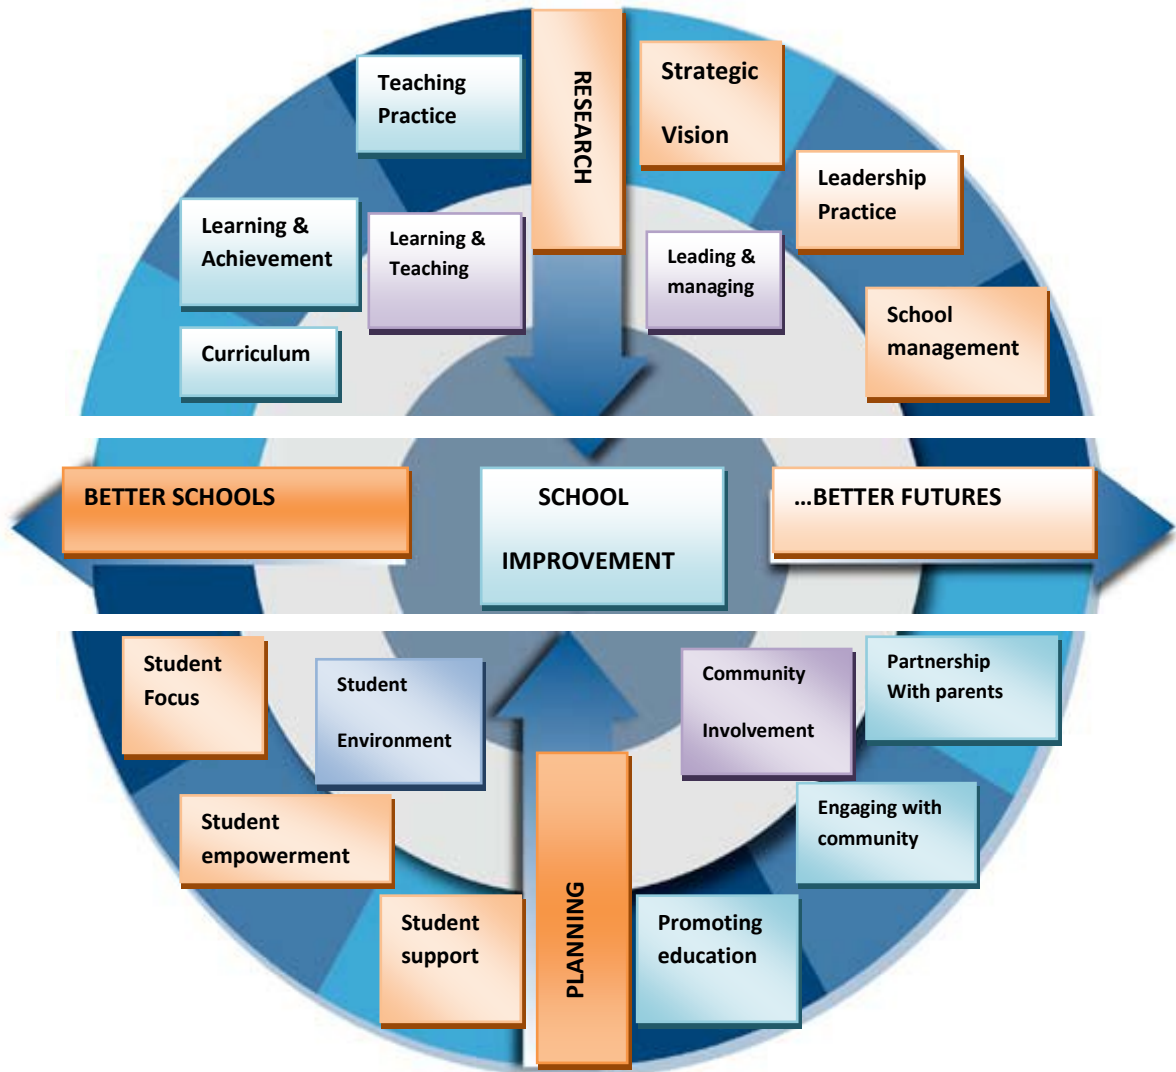 RESEARCH
Teaching
Practice
Strategic
Vision
Leadership
Practice
Learning &
Achievement
Learning &
Teaching
Leading &
managing
School
management
Curriculum
BETTER SCHOOLS
SCHOOL
IMPROVEMENT
...BETTER FUTURES
Student
Focus
Student
Environment
Community
Involvement
Partnership
With parents
Student
empowerment
Engaging with
community
Student
support
PLANNING
Promoting
education